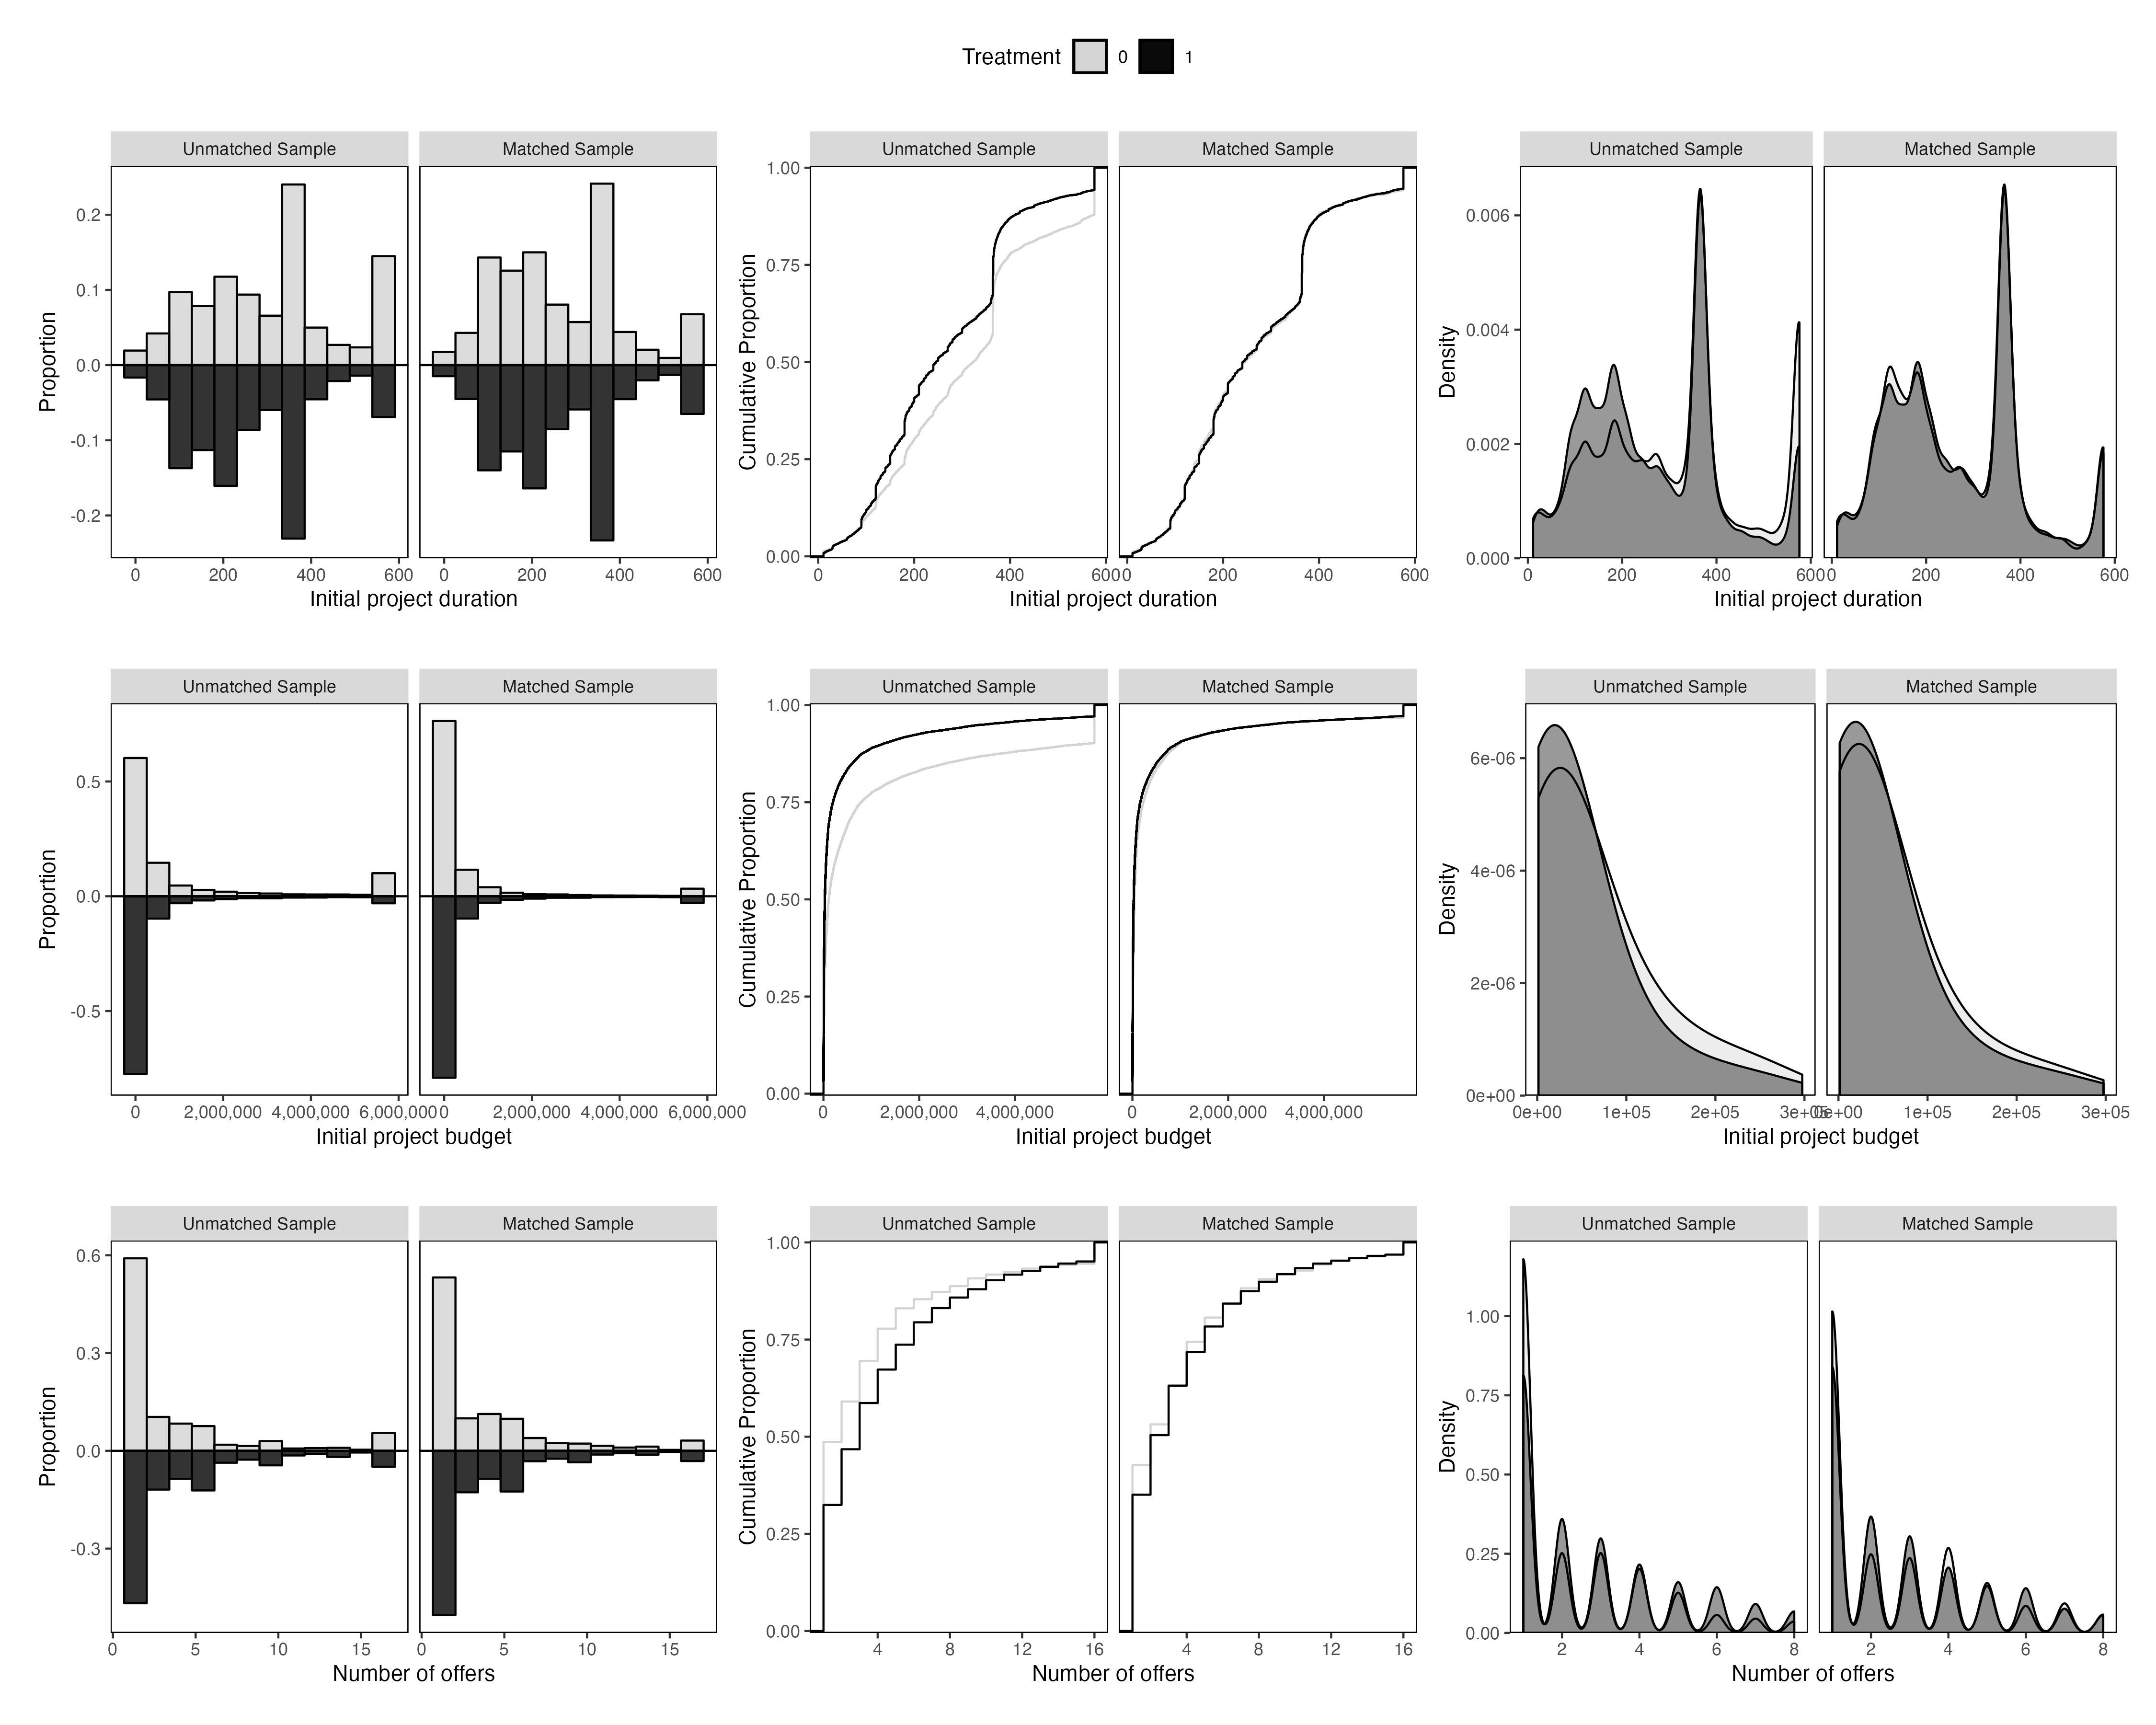 Treatment 0 1
Unmatched Sample Matched Sample
Proportion
0.2
0.1
0.0
-0.1
-0.2
0 200 400 600 0 200 400 600
Initial project duration
Unmatched Sample Matched Sample
Cumulative Proportion
1.00
0.75
0.50
0.25
0.00
0 200 400 600 0 200 400 600
Initial project duration
Unmatched Sample Matched Sample
Density
0.006
0.004
0.002
0.000
0 200 400 600 0 200 400 600
Initial project duration
Unmatched Sample Matched Sample
Proportion
0.5
0.0
-0.5
0 2,000,000 4,000,000 6,000,000 0 2,000,000 4,000,000 6,000,000
Initial project budget
Unmatched Sample Matched Sample
Cumulative Proportion
1.00
0.75
0.50
0.25
0.00
0 2,000,000 4,000,000 0 2,000,000 4,000,000
Initial project budget
Unmatched Sample Matched Sample
Density
6e-06
4e-06
2e-06
0e+00
0e+00 1e+05 2e+05 3e+05 0e+00 1e+05 2e+05 3e+05
Initial project budget
Unmatched Sample Matched Sample
Proportion
0.6
0.3
0.0
-0.3
0 5 10 15 0 5 10 15
Number of offers
Unmatched Sample Matched Sample
Cumulative Proportion
1.00
0.75
0.50
0.25
0.00
4 8 12 16 4 8 12 16
Number of offers
Unmatched Sample Matched Sample
Density
1.00
0.75
0.50
0.25
0.00
2 4 6 8 2 4 6 8
Number of offers